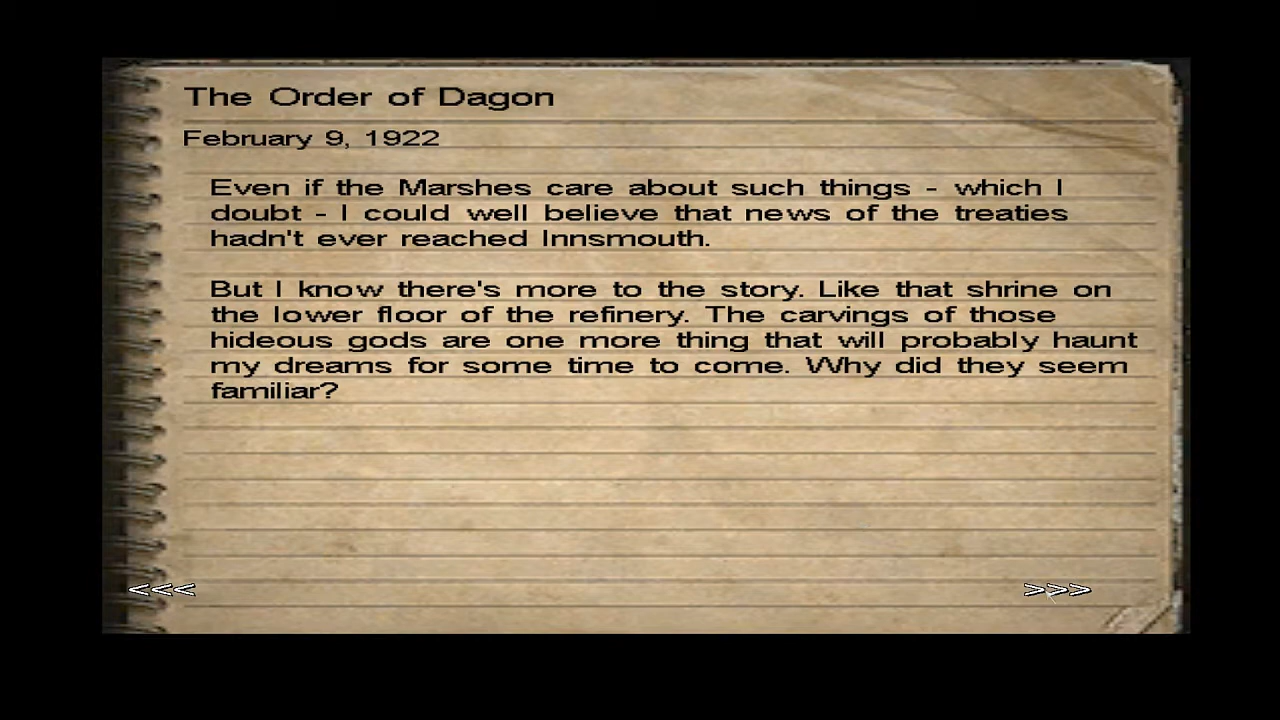 The Order of Dagon
February 9, 1922
Even if the Marshes care about such things - which I
doubt - I could well believe that news of the treaties
hadn't ever reached Innsmouth.
But I know there's more to the story. Like that shrine on
the lower floor of the refinery. The carvings of those
hideous gods are one more thing that will probably haunt
my dreams for some time to come. Why did they seem
familiar?
<<< >>>